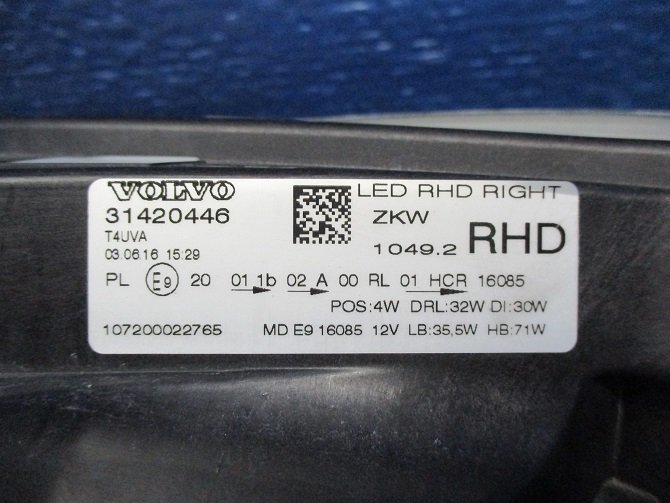 VOLVO LED RHD RIGHT
31420446 ZKW
T4UVA 1049.2 RHD
03.06.16 15:29
PL E9 20 01 1b 02 A 00 RL 01 HCR 16085
POS:4W DRL:32W DI:30W
107200022765 MD E9 16085 12V LB:35,5W HB:71W